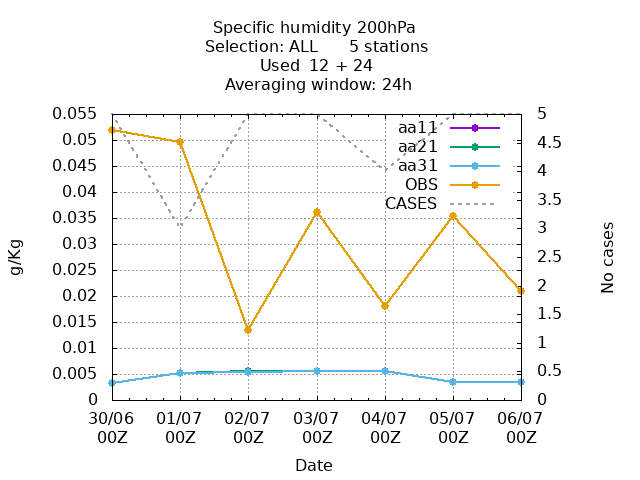 Specific humidity 200hPa
Selection: ALL 5 stations
Used 12 + 24
Averaging window: 24h
0.055
0.05
0.045
0.04
0.035
0.03
0.025
0.02
0.015
0.01
0.005
0
g/Kg
5
4.5
4
3.5
3
2.5
2
1.5
1
0.5
0
No cases
aa11
aa21
aa31
OBS
CASES
30/06 01/07 02/07 03/07 04/07 05/07 06/07
00Z 00Z 00Z 00Z 00Z 00Z 00Z
Date